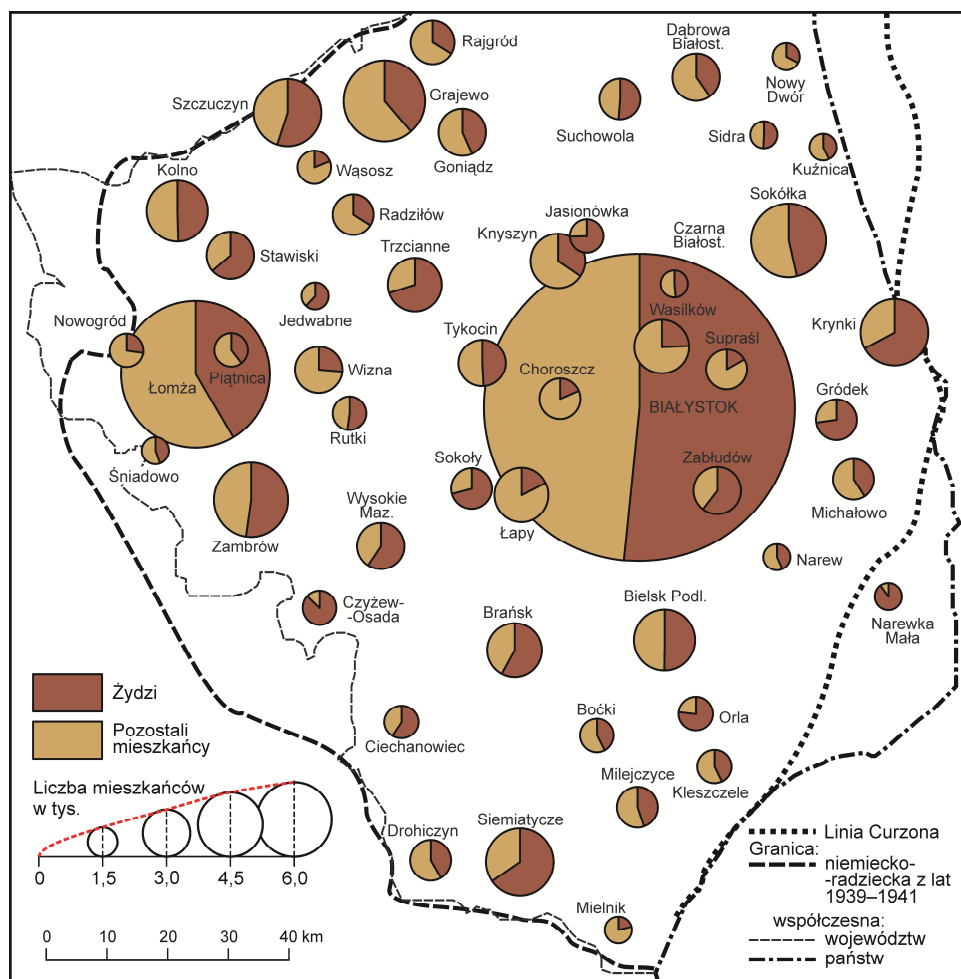 Rajgród
Dąbrowa
Białost.
Szczuczyn
Grajewo
Nowy
Dwór
Suchowola
Sidra
Goniądz
Kuźnica
Kolno
Wąsosz
Sokółka
Radziłów
Jasionówka
Czarna
Białost.
Knyszyn
Trzcianne
Stawiski
Nowogród
Jedwabne
Wasilków
Krynki
Tykocin
Supraśl
Piątnica
Łomża
Wizna
Choroszcz
Gródek
BIAŁYSTOK
Rutki
Sokoły
Zabłudów
Śniadowo
Wysokie
Maz.
Michałowo
Łapy
Zambrów
Narew
Czyżew-
-Osada
Brańsk
Bielsk Podl.
Narewka
Mała
Żydzi
Pozostali
mieszkańcy
Boćki
Orla
Ciechanowiec
Kleszczele
Milejczyce
Liczba mieszkańców
w tys.
Drohiczyn
Siemiatycze
0 1,5 3,0 4,5 6,0
Mielnik
0 10 20 30 40 km
Linia Curzona
Granica:
niemiecko-
-radziecka z lat
1939–1941
współczesna:
województw
państw